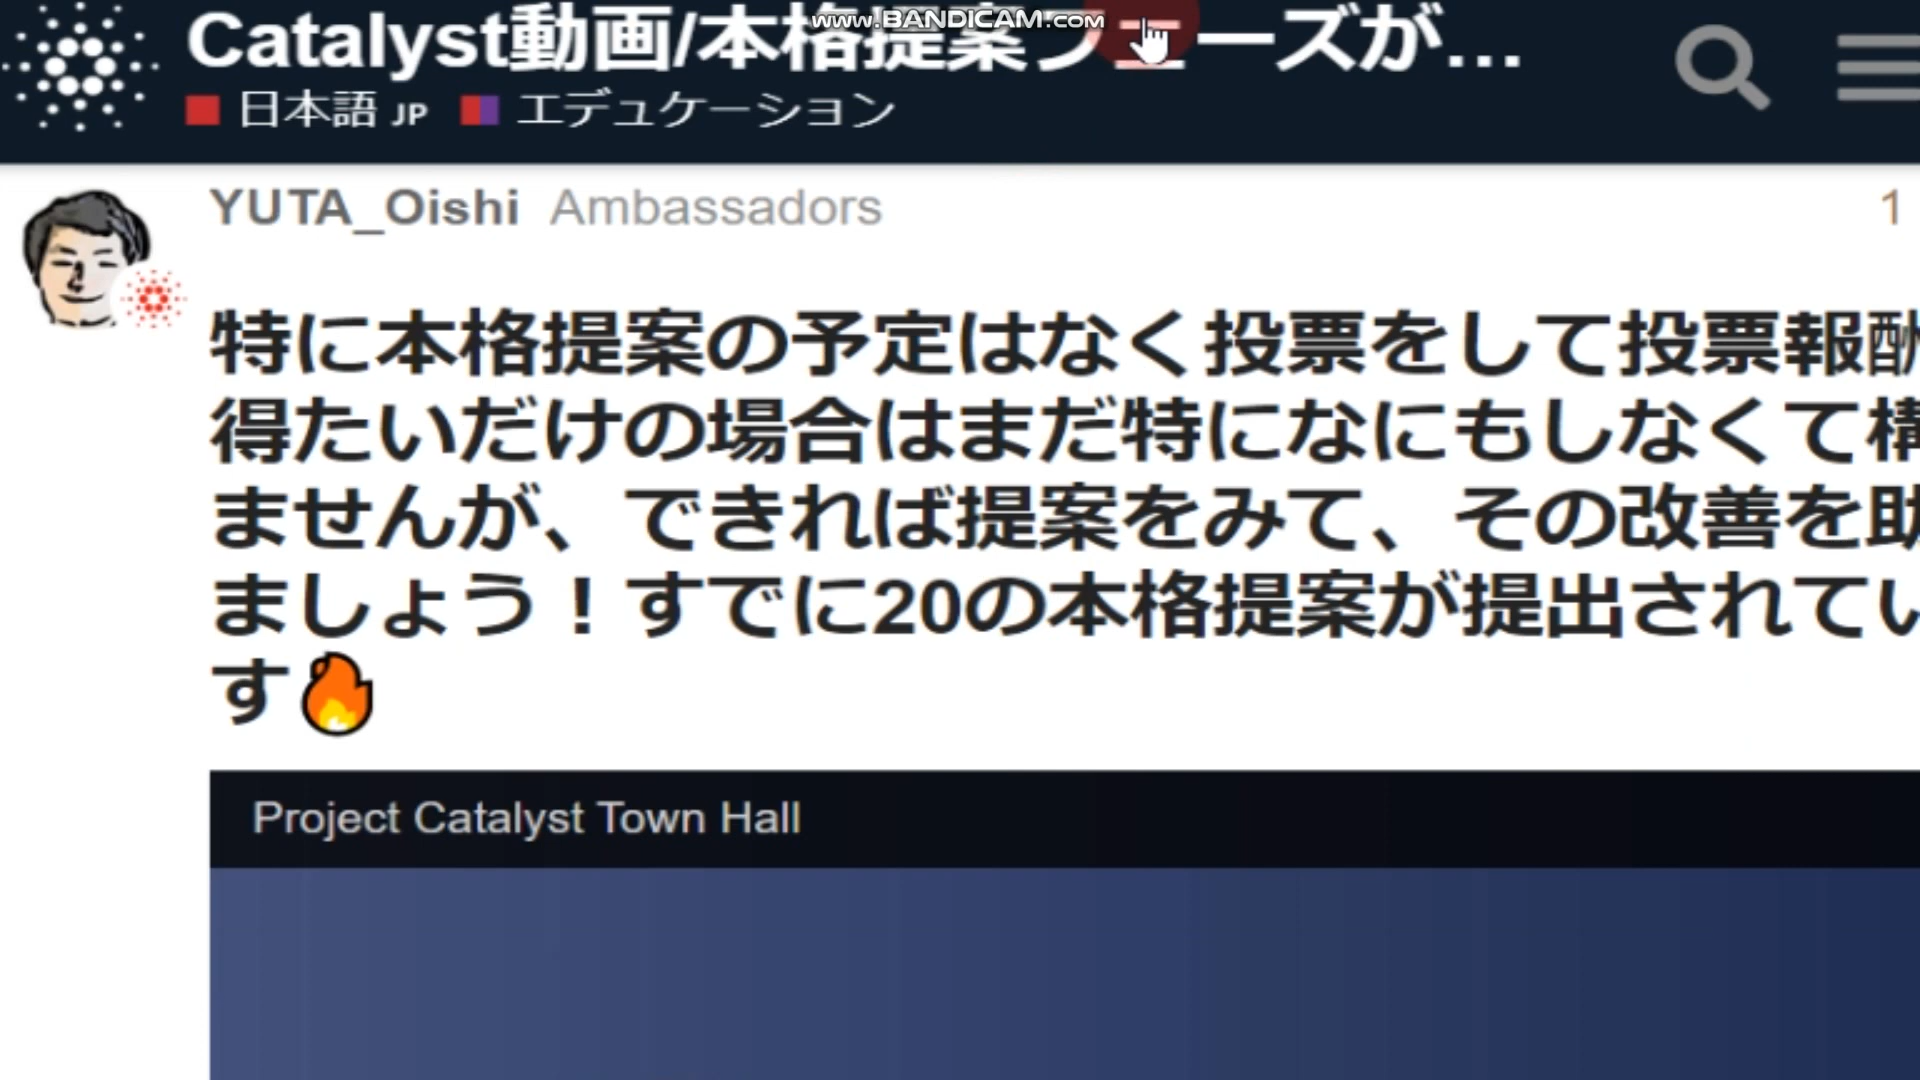 www.BANDICAM.com
Catalyst動画/本格提案フェーズが...
日本語 JP エデュケーション
YUTA_Oishi Ambassadors 1
特に本格提案の予定はなく投票をして投票報酬
得たいだけの場合はまだ特になにもしなくて構
ませんが、できれば提案をみて、その改善を助
ましょう！すでに20の本格提案が提出されてい
す🔥
Project Catalyst Town Hall